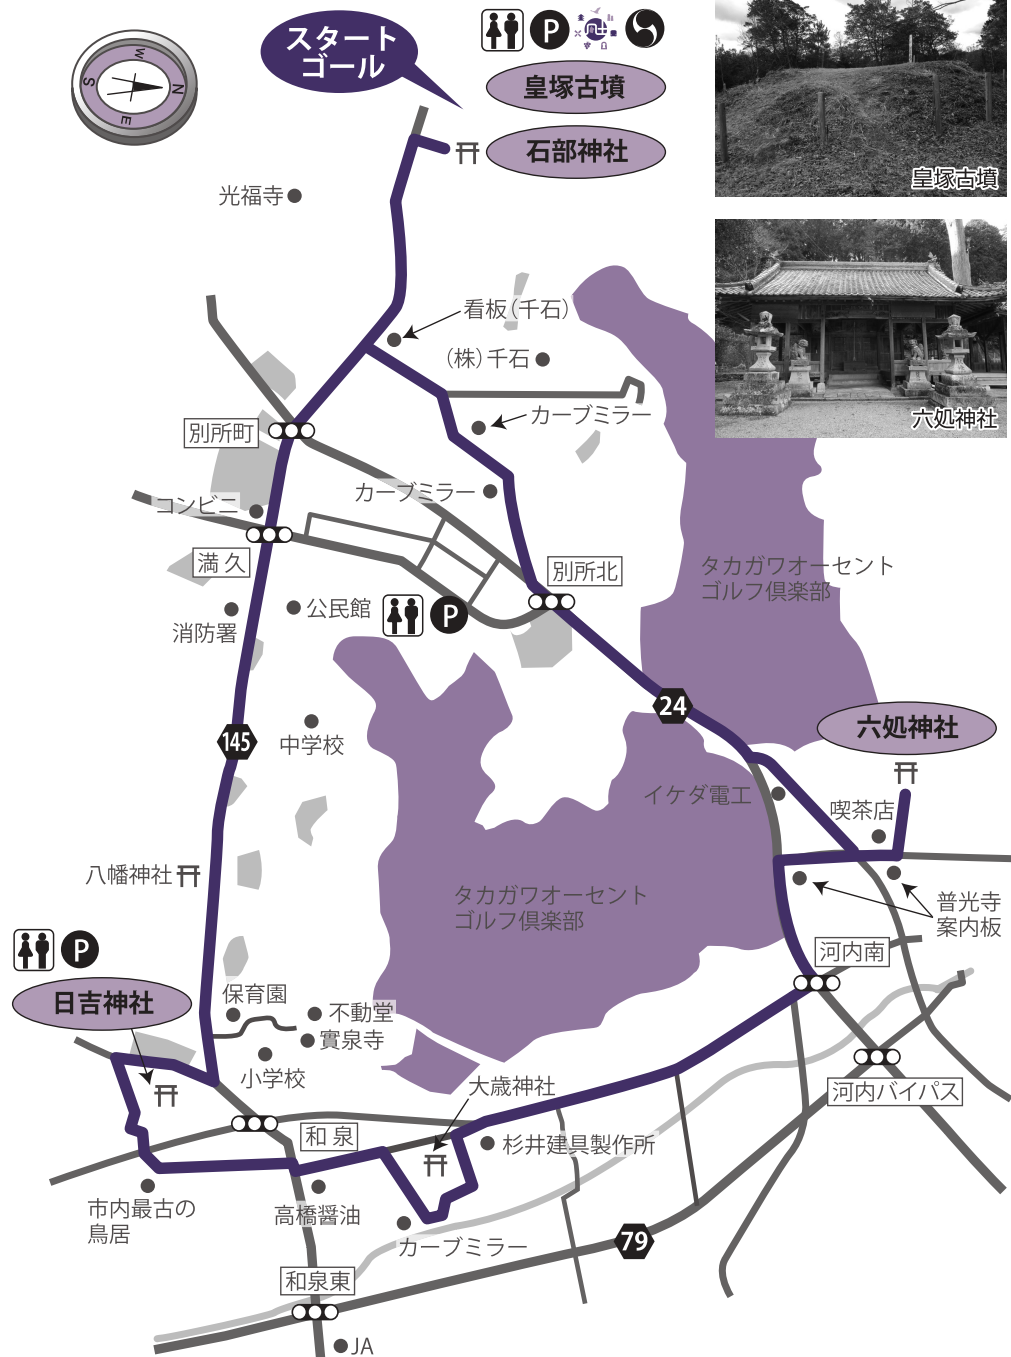 スタート
ゴール
P
皇塚古墳
石部神社
皇塚古墳
W
S
N
E
光福寺
看板（千石）
（株）千石
カーブミラー
六処神社
別所町
カーブミラー
コンビニ
満 久
別所北
タカガワオーセント
ゴルフ倶楽部
公民館
P
消防署
24
六処神社
145
中学校
イケダ電工
喫茶店
八幡神社
タカガワオーセント
ゴルフ倶楽部
普光寺
案内板
P
河内南
日吉神社
保育園
不動堂
實泉寺
小学校
大歳神社
河内バイパス
和 泉
杉井建具製作所
市内最古の
鳥居
高橋醤油
カーブミラー
79
和泉東
JA